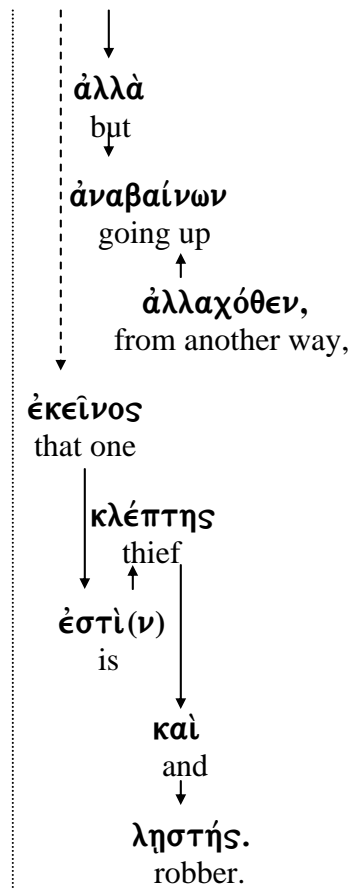 ἀλλὰ
but
ἀναβαίνων
going up
ἀλλαχόθεν,
from another way,
ἐκεῖνος
that one
κλέπτης
thief
ἐστὶ(ν)
is
καὶ
and
λῃστής.
robber.